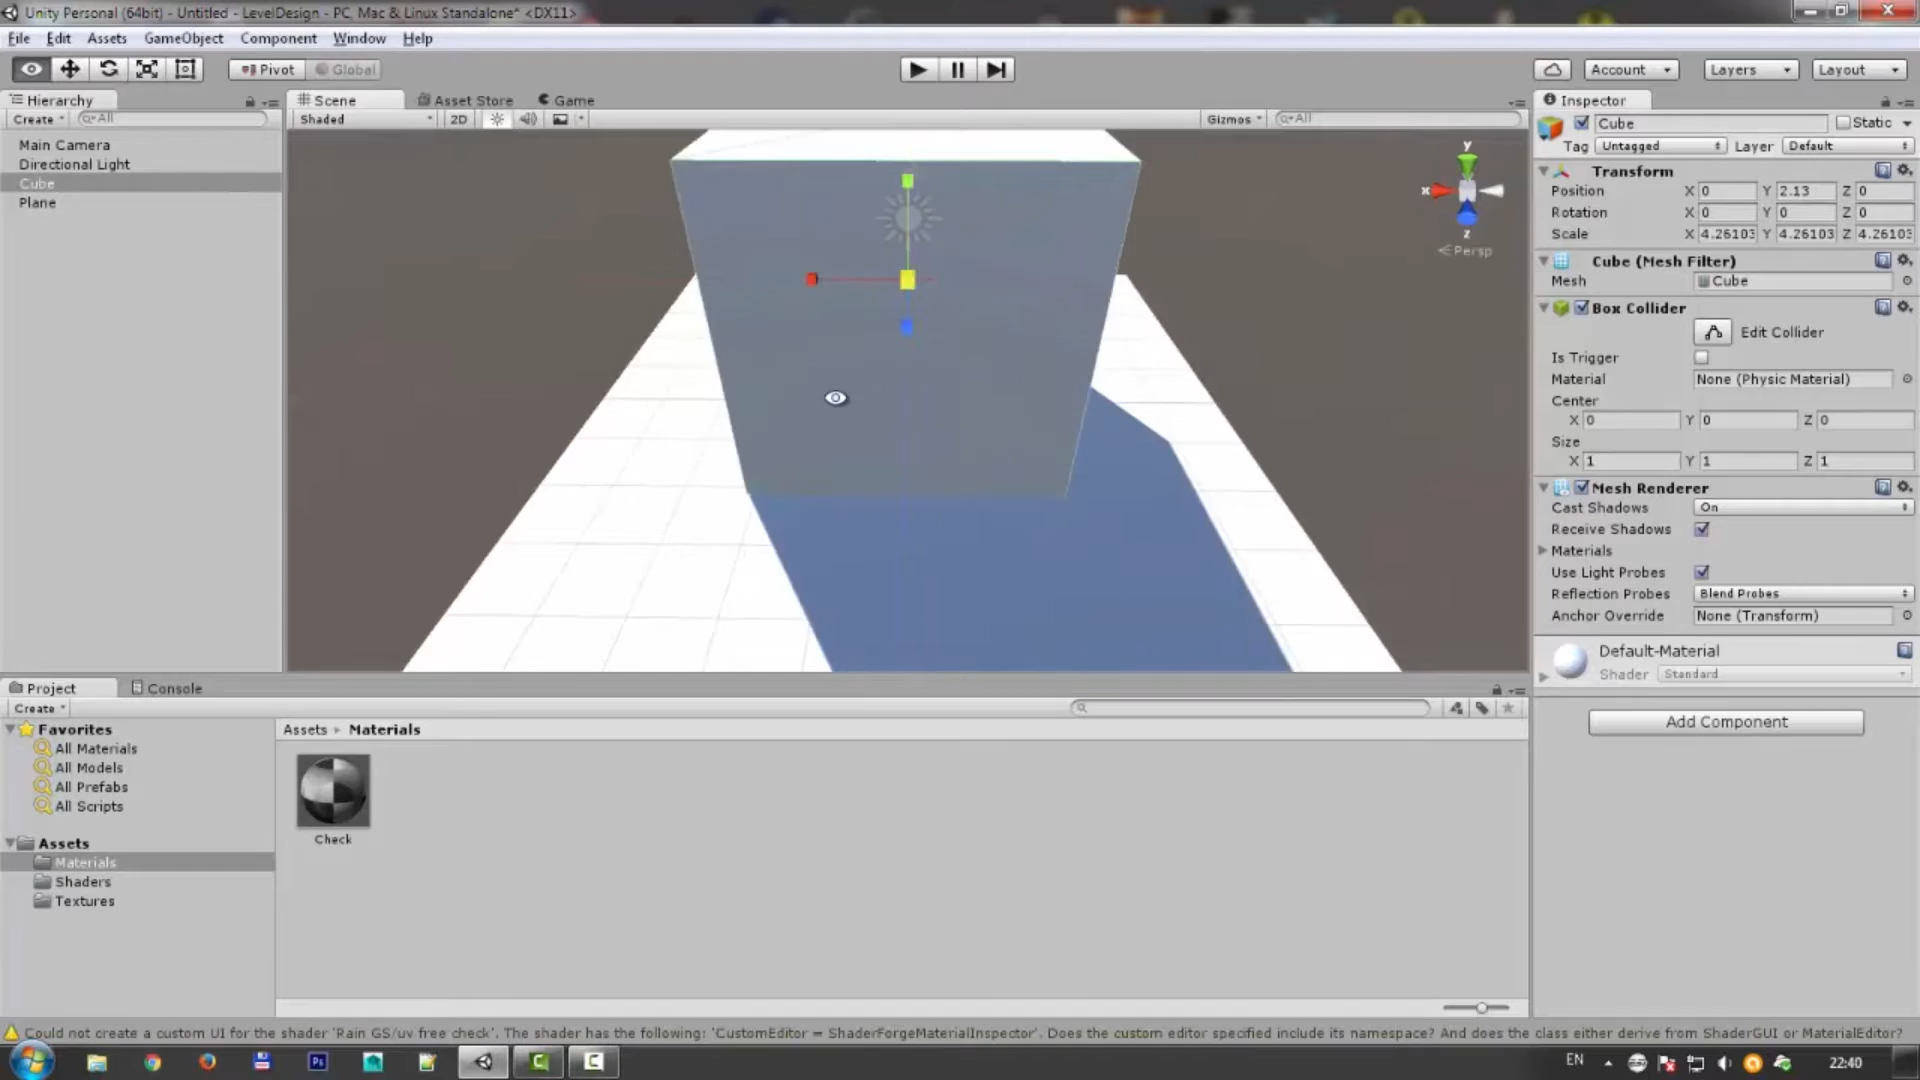 Unity Personal (64bit) - Untitled - LevelDesign - PC, Mac & Linux Standalone* <DX11>
File Edit Assets GameObject Component Window Help
Pivot Global Account Layers Layout
Hierarchy Scene Asset Store Game Inspector
Create All Shaded 2D Gizmos All Cube Static
Tag Untagged Layer Default
Main Camera
Directional Light
Cube
Plane
y
x
z
Persp
Transform
Position X 0 Y 2.13 Z 0
Rotation X 0 Y 0 Z 0
Scale X 4.26103 Y 4.26103 Z 4.26103
Cube (Mesh Filter)
Mesh Cube
Box Collider
Edit Collider
Is Trigger
Material None (Physic Material)
Center
X 0 Y 0 Z 0
Size
X 1 Y 1 Z 1
Mesh Renderer
Cast Shadows On
Receive Shadows
Materials
Use Light Probes
Reflection Probes Blend Probes
Anchor Override None (Transform)
Default-Material
Shader Standard
Add Component
Project Console
Create
Favorites
All Materials
All Models
All Prefabs
All Scripts
Assets
Materials
Shaders
Textures
Assets Materials
Check
Could not create a custom UI for the shader 'Rain GS/uv free check'. The shader has the following: 'CustomEditor = ShaderForgeMaterialInspector'. Does the custom editor specified include its namespace? And does the class either derive from ShaderGUI or MaterialEditor?
Ps C C EN 22:40